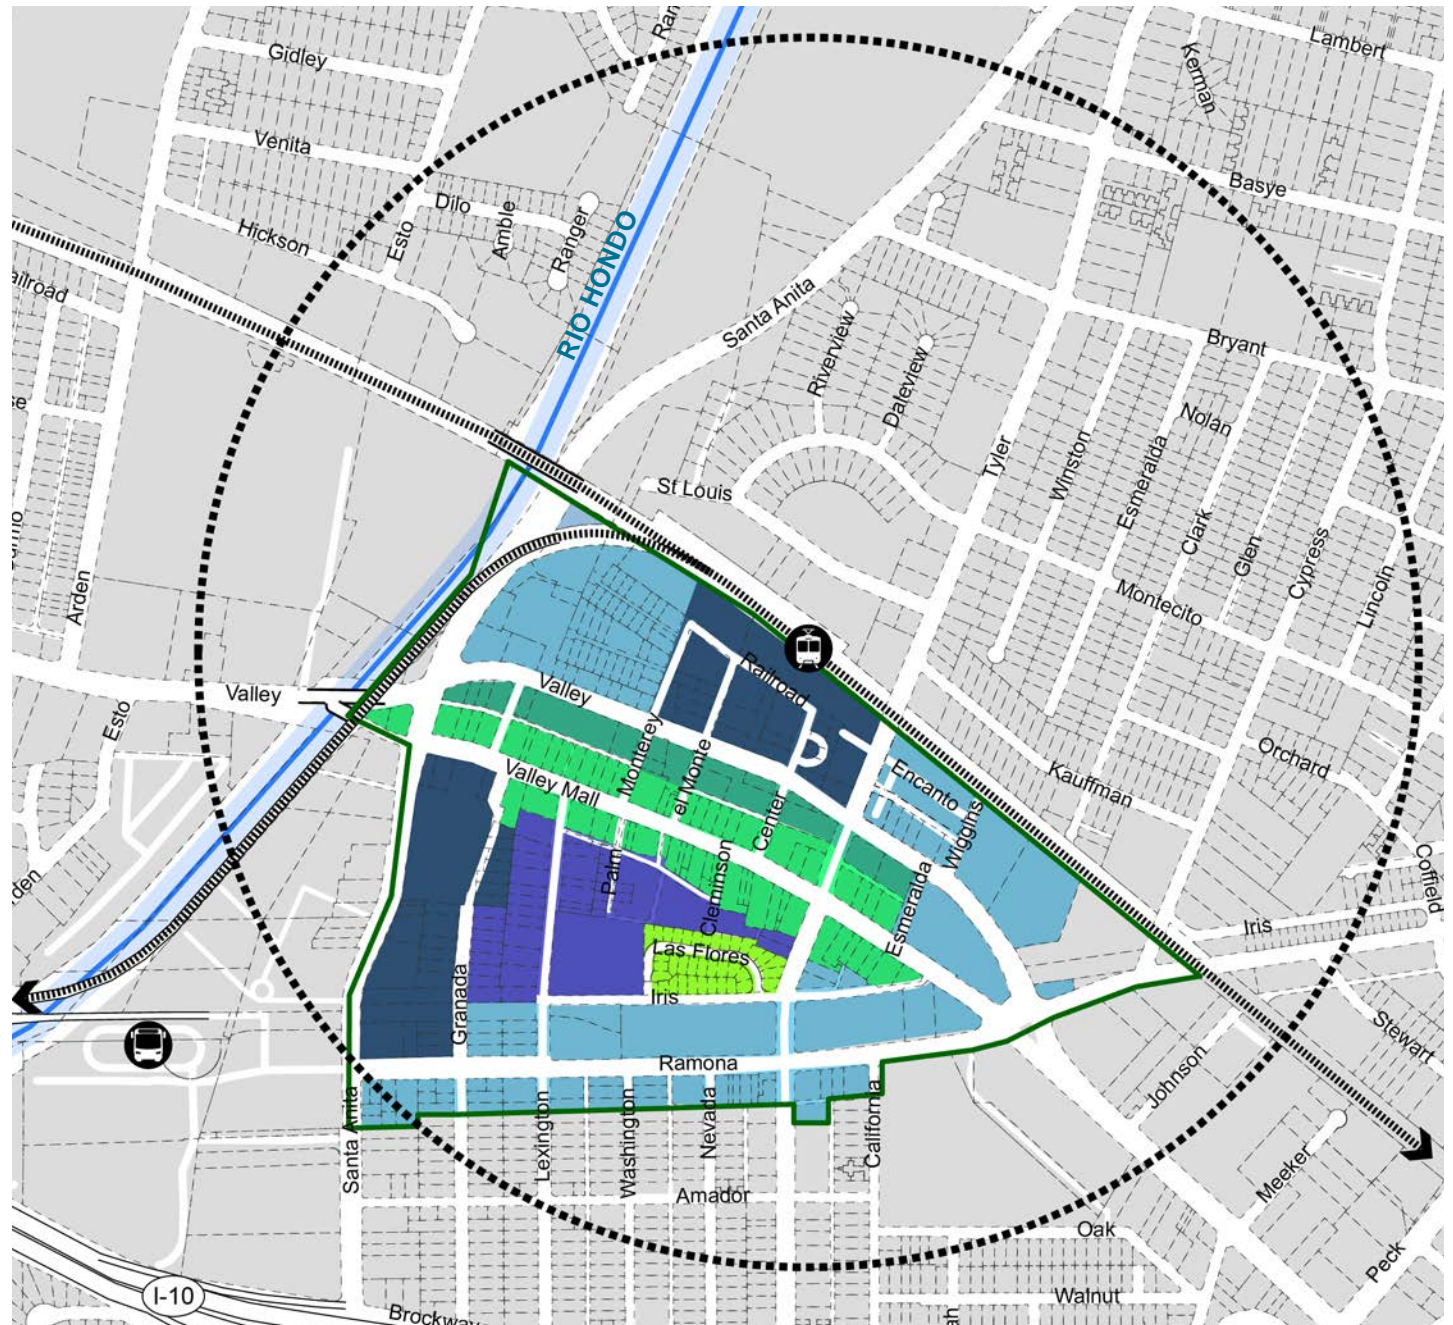 Gidley
Lambert
Kerman
Venita
Basye
Dilo
Amble
Ranger
Esto
Hickson
RIO HONDO
Santa Anita
Riverview
Daleview
Bryant
Nolan
Tyler
Winston
Esmeralda
Clark
Glen
Cypress
Lincoln
St Louis
Montecito
Arden
Valley
Esto
Valley
Railroad
Monterey
el Monte
Center
Valley Mall
Encanto
Wiggins
Kauffman
Orchard
Palm
Cleminson
Esmeralda
Coffield
Las Flores
Iris
Iris
Granada
Ramona
Stewart
Johnson
Santa Anita
Lexington
Washington
Nevada
California
Amador
Meeker
Oak
Peck
Walnut
I-10